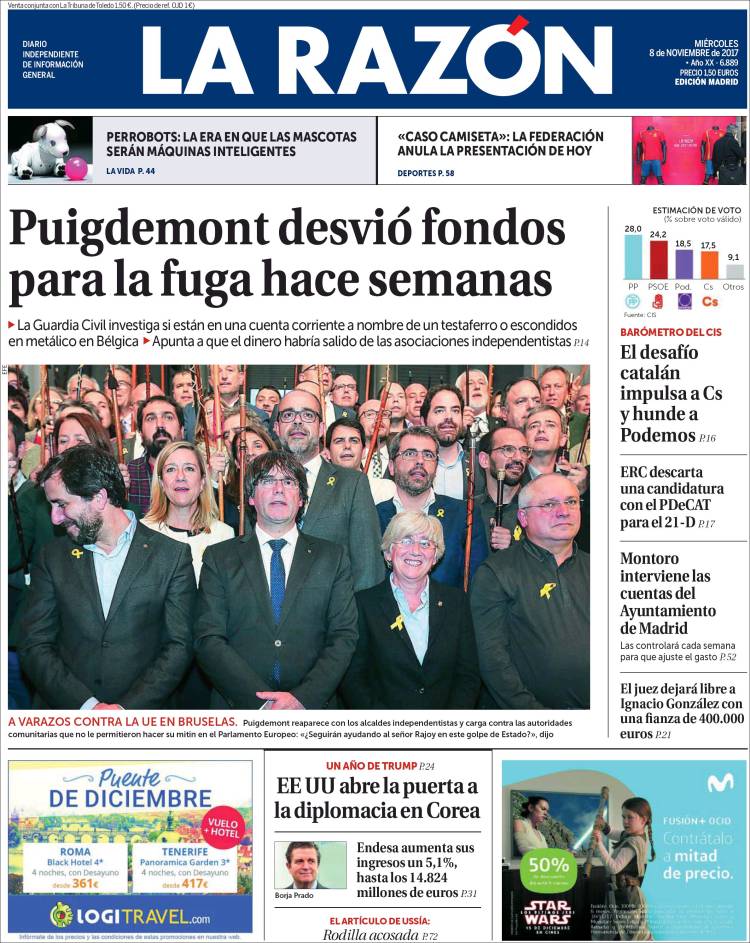 Venta conjunta con La Tribuna de Toledo 1,50 €. (Precio de ref. OJD 1 €)
DIARIO
INDEPENDIENTE
DE INFORMACIÓN
GENERAL
LA RAZÓN
MIÉRCOLES
8 de NOVIEMBRE de 2017
• Año XX - 6.889
PRECIO 1,50 EUROS
EDICIÓN MADRID
PERROBOTS: LA ERA EN QUE LAS MASCOTAS
SERÁN MÁQUINAS INTELIGENTES
LA VIDA P. 44
«CASO CAMISETA»: LA FEDERACIÓN
ANULA LA PRESENTACIÓN DE HOY
DEPORTES P. 58
Puigdemont desvió fondos
para la fuga hace semanas
La Guardia Civil investiga si están en una cuenta corriente a nombre de un testaferro o escondidos
en metálico en Bélgica Apunta a que el dinero habría salido de las asociaciones independentistas P.14
EFE
A VARAZOS CONTRA LA UE EN BRUSELAS. Puigdemont reaparece con los alcaldes independentistas y carga contra las autoridades
comunitarias que no le permitieron hacer su mitin en el Parlamento Europeo: «¿Seguirán ayudando al señor Rajoy en este golpe de Estado?», dijo
ESTIMACIÓN DE VOTO
(% sobre voto válido)
28,0 24,2 18,5 17,5 9,1
PP PSOE Pod. Cs Otros
PP Cs
Fuente: CIS
BARÓMETRO DEL CIS
El desafío
catalán
impulsa a Cs
y hunde a
Podemos P.16
ERC descarta
una candidatura
con el PDeCAT
para el 21-D P.17
Montoro
interviene las
cuentas del
Ayuntamiento
de Madrid
Las controlará cada semana
para que ajuste el gasto P.52
El juez dejará libre a
Ignacio González con
una fianza de 400.000
euros P.21
Puente
DE DICIEMBRE
VUELO
+ HOTEL
ROMA
Black Hotel 4*
4 noches, con Desayuno
desde 361€
TENERIFE
Panoramica Garden 3*
4 noches, con Desayuno
desde 417€
LOGITRAVEL.com
Infórmate de los precios y las condiciones de estas promociones en nuestra web.
UN AÑO DE TRUMP P.24
EE UU abre la puerta a
la diplomacia en Corea
Borja Prado
Endesa aumenta sus
ingresos un 5,1%,
hasta los 14.824
millones de euros P.31
EL ARTÍCULO DE USSÍA:
Rodilla acosada P.72
FUSIÓN+ OCIO
Contrátalo
a mitad
de precio.
50%
de descuento
STAR WARS
LOS ÚLTIMOS JEDI
15 DE DICIEMBRE
EN CINES